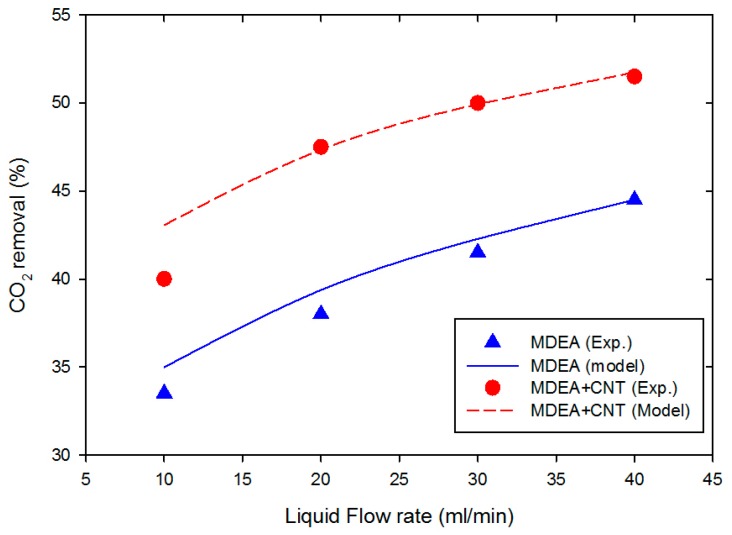 55
50
45
40
35
30
CO2 removal (%)
MDEA (Exp.)
MDEA (model)
MDEA+CNT (Exp.)
MDEA+CNT (Model)
5 10 15 20 25 30 35 40 45
Liquid Flow rate (ml/min)